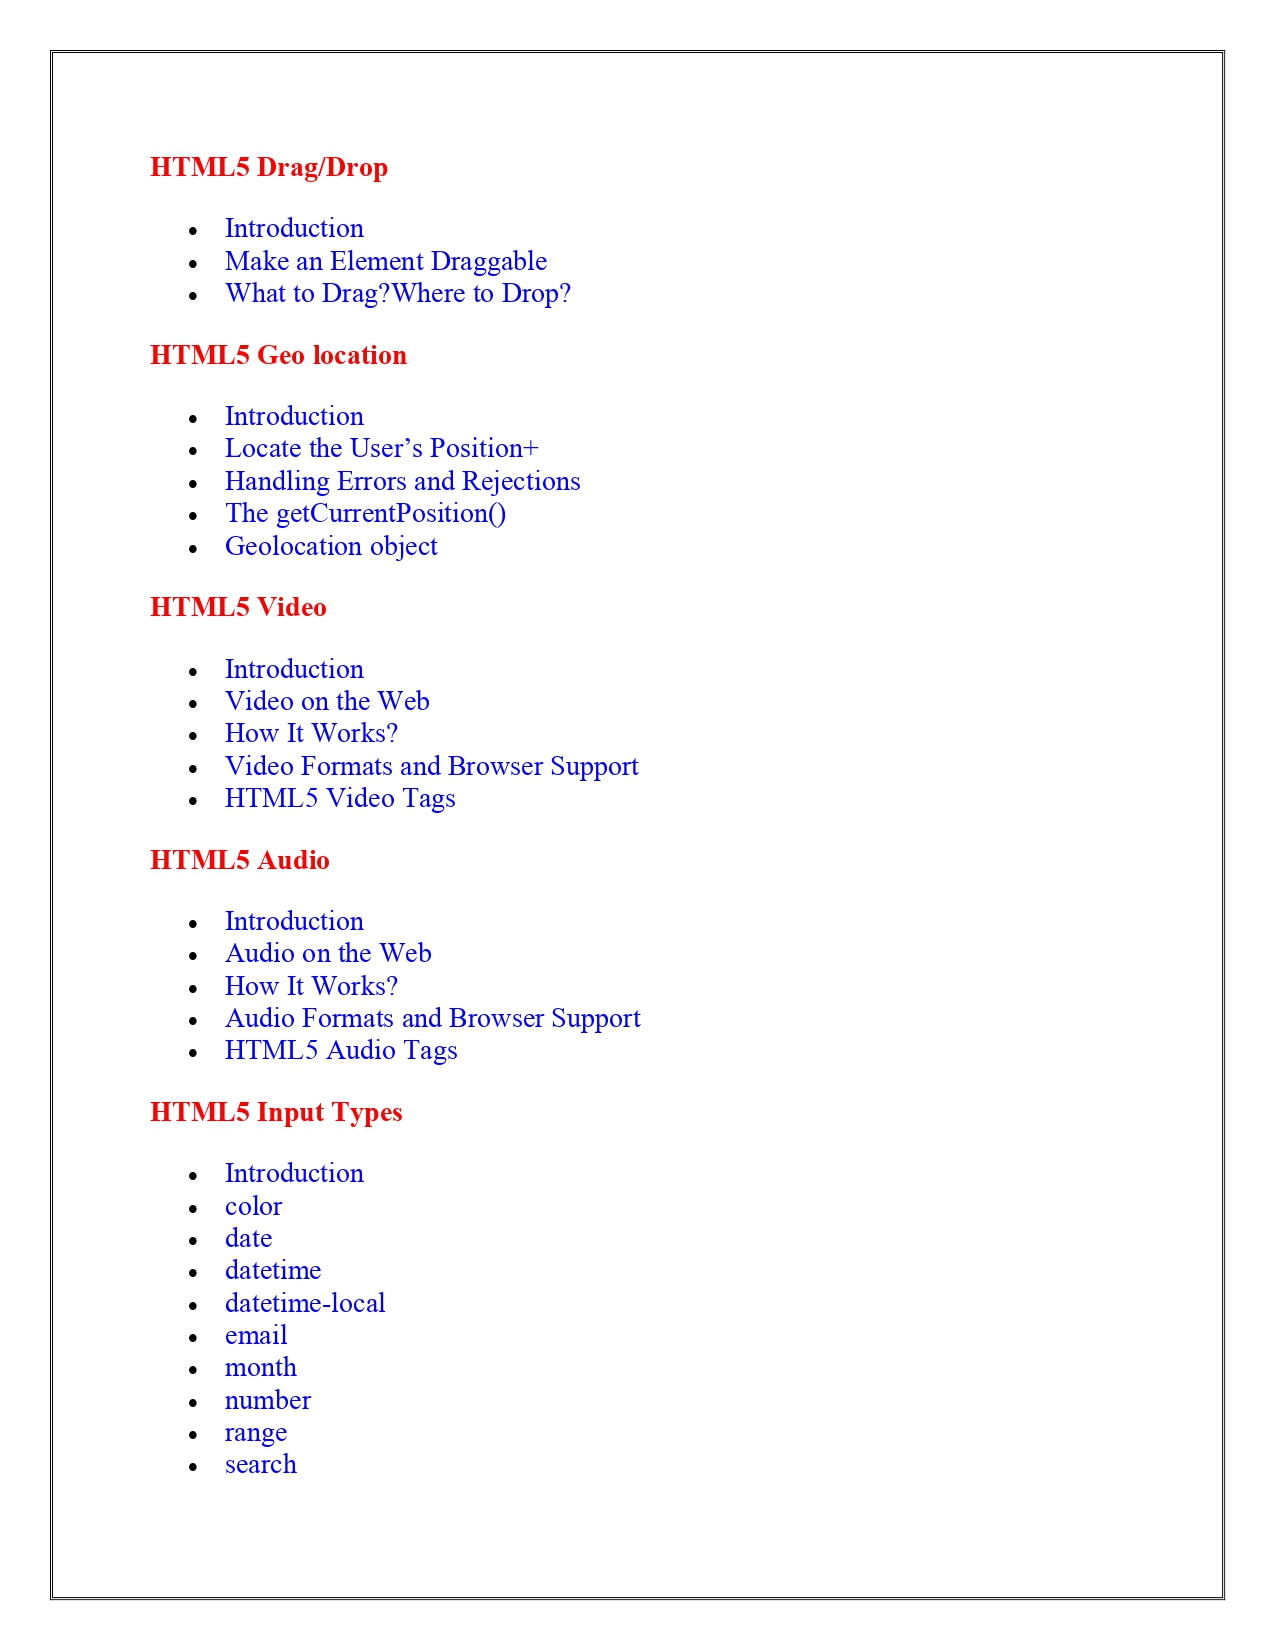 HTML5 Drag/Drop
• Introduction
• Make an Element Draggable
• What to Drag?Where to Drop?
HTML5 Geo location
• Introduction
• Locate the User’s Position+
• Handling Errors and Rejections
• The getCurrentPosition()
• Geolocation object
HTML5 Video
• Introduction
• Video on the Web
• How It Works?
• Video Formats and Browser Support
• HTML5 Video Tags
HTML5 Audio
• Introduction
• Audio on the Web
• How It Works?
• Audio Formats and Browser Support
• HTML5 Audio Tags
HTML5 Input Types
• Introduction
• color
• date
• datetime
• datetime-local
• email
• month
• number
• range
• search